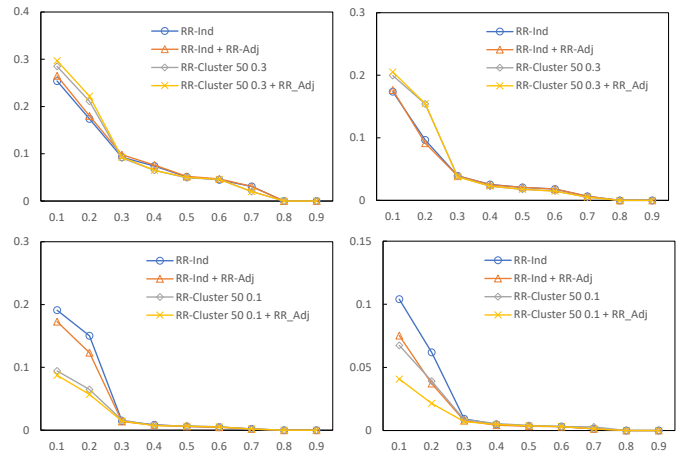 0.4
0.3
0.2
0.1
0
RR-Ind
RR-Ind + RR-Adj
RR-Cluster 50 0.3
RR-Cluster 50 0.3 + RR_Adj
0.1 0.2 0.3 0.4 0.5 0.6 0.7 0.8 0.9
0.3
0.2
0.1
0
RR-Ind
RR-Ind + RR-Adj
RR-Cluster 50 0.3
RR-Cluster 50 0.3 + RR_Adj
0.1 0.2 0.3 0.4 0.5 0.6 0.7 0.8 0.9
0.3
0.2
0.1
0
RR-Ind
RR-Ind + RR-Adj
RR-Cluster 50 0.1
RR-Cluster 50 0.1 + RR_Adj
0.1 0.2 0.3 0.4 0.5 0.6 0.7 0.8 0.9
0.15
0.1
0.05
0
RR-Ind
RR-Ind + RR-Adj
RR-Cluster 50 0.1
RR-Cluster 50 0.1 + RR_Adj
0.1 0.2 0.3 0.4 0.5 0.6 0.7 0.8 0.9